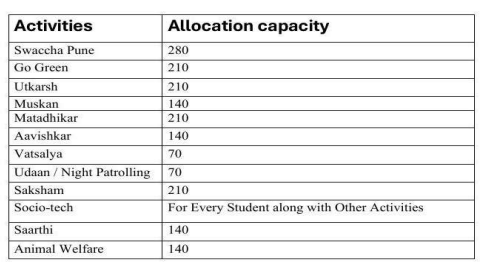 Activities Allocation capacity
Swaccha Pune 280
Go Green 210
Utkarsh 210
Muskan 140
Matadhikar 210
Aavishkar 140
Vatsalya 70
Udaan / Night Patrolling 70
Saksham 210
Socio-tech For Every Student along with Other Activities
Saarthi 140
Animal Welfare 140